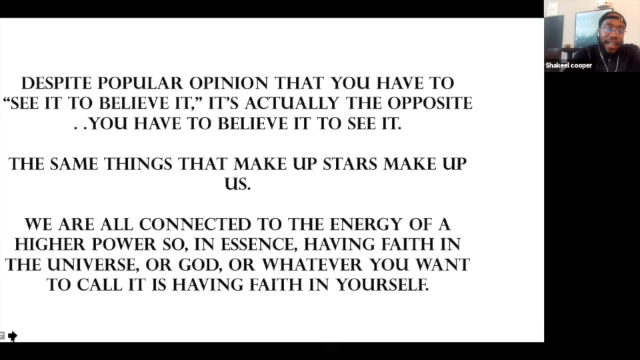 DESPITE POPULAR OPINION THAT YOU HAVE TO
“SEE IT TO BELIEVE IT,” IT’S ACTUALLY THE OPPOSITE
. .YOU HAVE TO BELIEVE IT TO SEE IT.
THE SAME THINGS THAT MAKE UP STARS MAKE UP
US.
WE ARE ALL CONNECTED TO THE ENERGY OF A
HIGHER POWER SO, IN ESSENCE, HAVING FAITH IN
THE UNIVERSE, OR GOD, OR WHATEVER YOU WANT
TO CALL IT IS HAVING FAITH IN YOURSELF.
Shakeel cooper